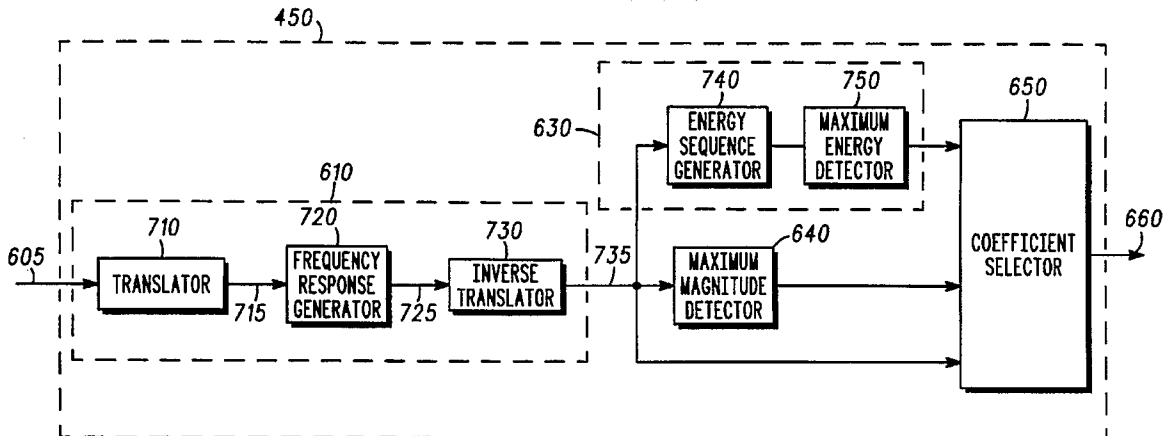 450
740
750
650
630
ENERGY
SEQUENCE
GENERATOR
MAXIMUM
ENERGY
DETECTOR
610
710
720
730
735
640
660
605
TRANSLATOR
FREQUENCY
RESPONSE
GENERATOR
INVERSE
TRANSLATOR
MAXIMUM
MAGNITUDE
DETECTOR
COEFFICIENT
SELECTOR
715
725